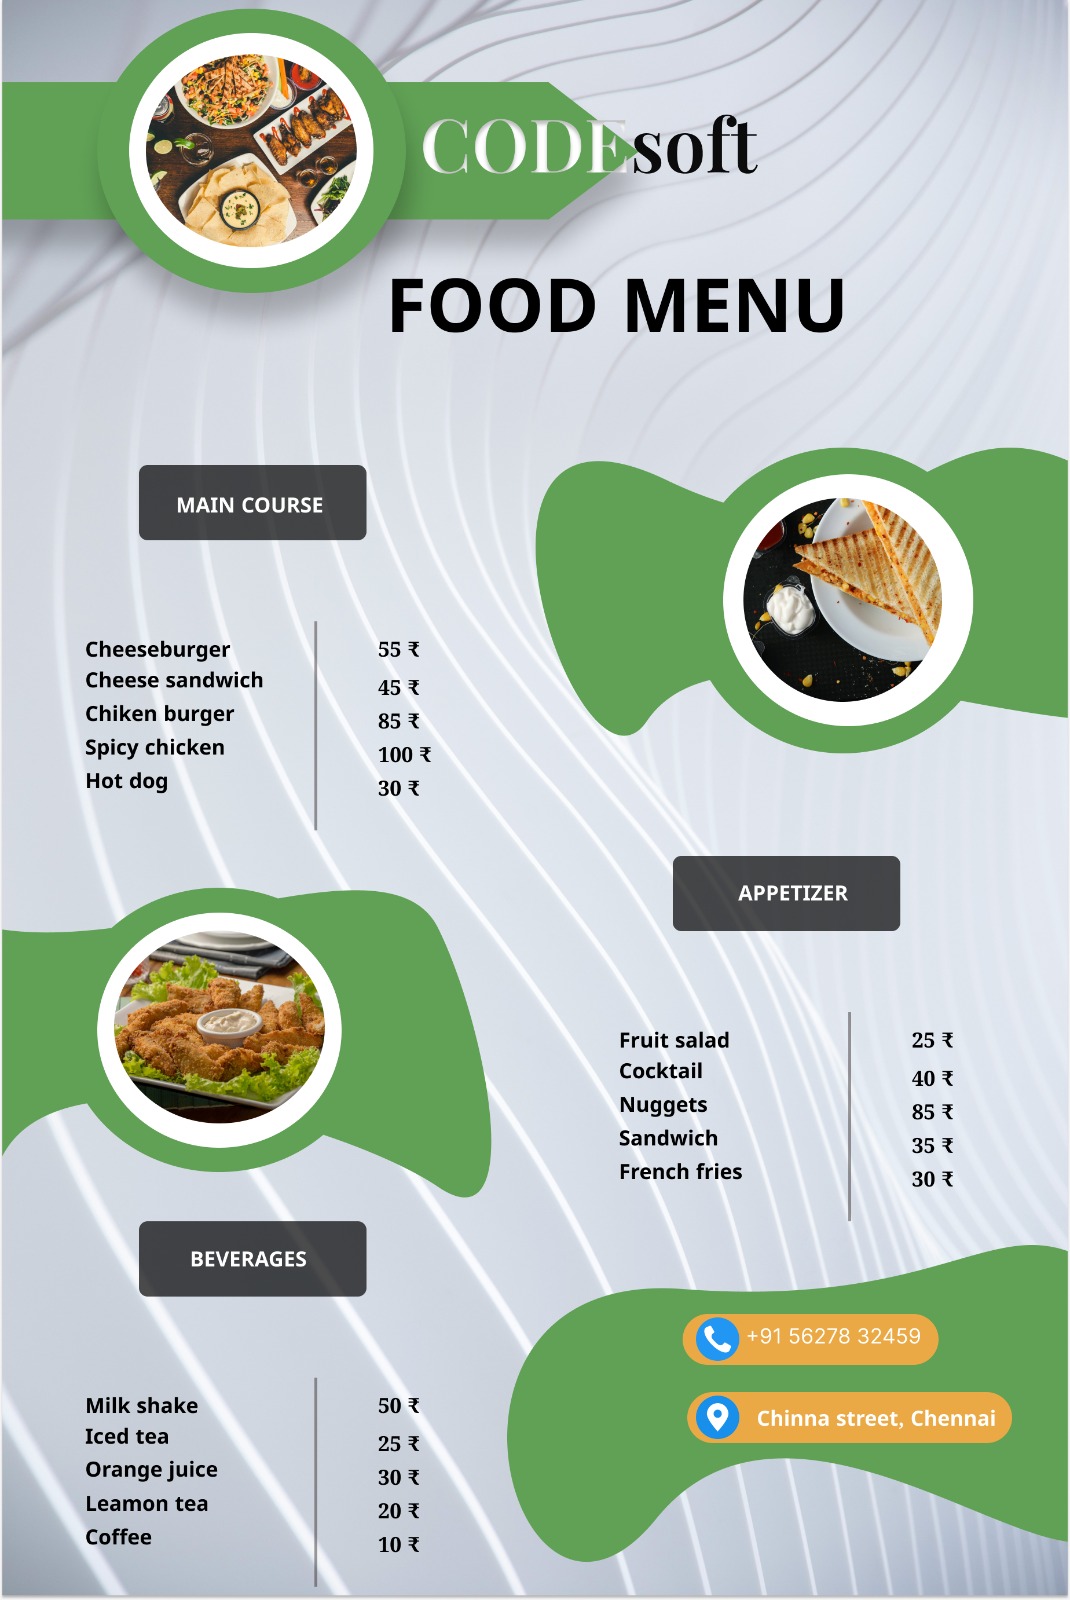 CODEsoft
FOOD MENU
MAIN COURSE
Cheeseburger 55 ₹
Cheese sandwich 45 ₹
Chiken burger 85 ₹
Spicy chicken 100 ₹
Hot dog 30 ₹
APPETIZER
Fruit salad 25 ₹
Cocktail 40 ₹
Nuggets 85 ₹
Sandwich 35 ₹
French fries 30 ₹
BEVERAGES
Milk shake 50 ₹
Iced tea 25 ₹
Orange juice 30 ₹
Leamon tea 20 ₹
Coffee 10 ₹
+91 56278 32459
Chinna street, Chennai